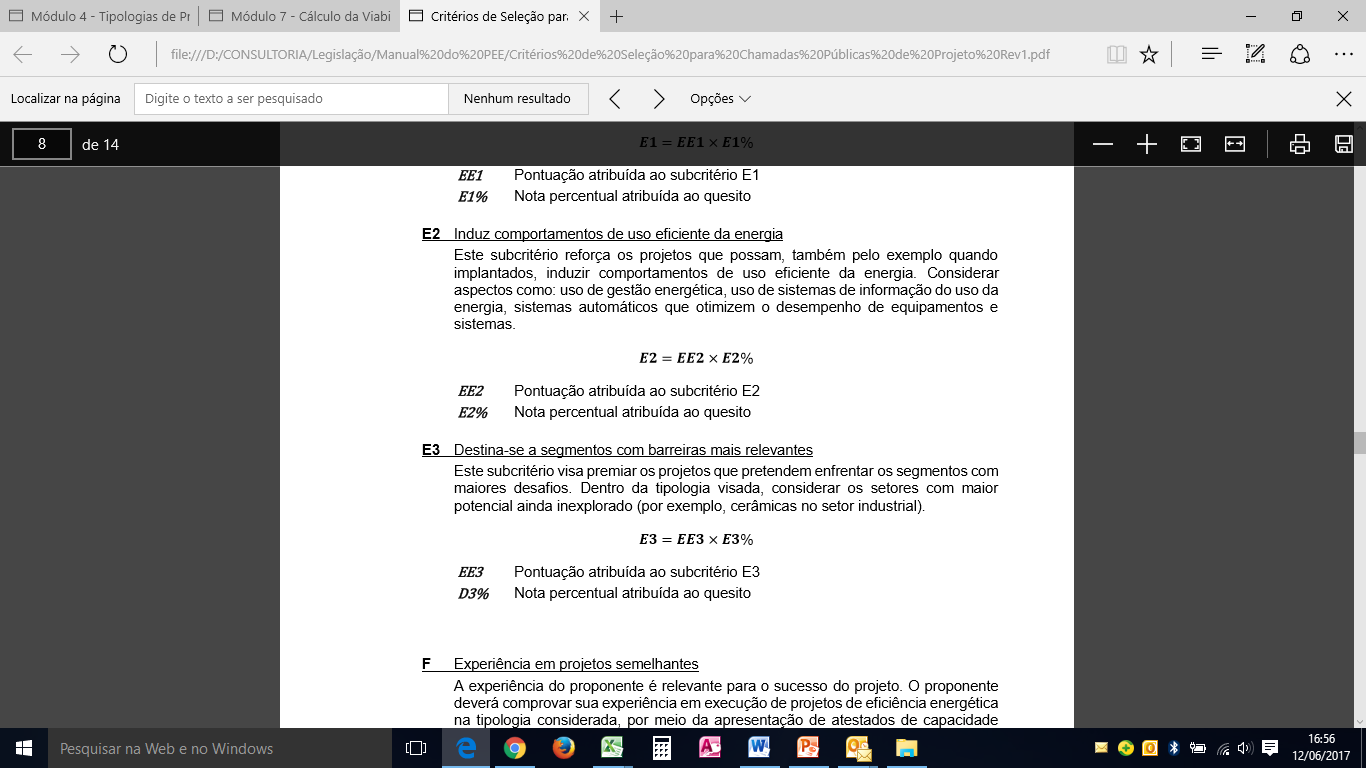 Módulo 4 - Tipologias de Pr
Módulo 7 - Cálculo da Viabi
Critérios de Seleção para
file:///D:/CONSULTORIA/Legislação/Manual%20do%20PEE/Critérios%20de%20Seleção%20para%20Chamadas%20Públicas%20de%20Projeto%20Rev1.pdf
Localizar na página
Digite o texto a ser pesquisado
Nenhum resultado
Opções
8 de 14
E1 = EE1 × E1%
EE1 Pontuação atribuída ao subcritério E1
E1% Nota percentual atribuída ao quesito
E2 Induz comportamentos de uso eficiente da energia
Este subcritério reforça os projetos que possam, também pelo exemplo quando
implantados, induzir comportamentos de uso eficiente da energia. Considerar
aspectos como: uso de gestão energética, uso de sistemas de informação do uso da
energia, sistemas automáticos que otimizem o desempenho de equipamentos e
sistemas.
E2 = EE2 × E2%
EE2 Pontuação atribuída ao subcritério E2
E2% Nota percentual atribuída ao quesito
E3 Destina-se a segmentos com barreiras mais relevantes
Este subcritério visa premiar os projetos que pretendem enfrentar os segmentos com
maiores desafios. Dentro da tipologia visada, considerar os setores com maior
potencial ainda inexplorado (por exemplo, cerâmicas no setor industrial).
E3 = EE3 × E3%
EE3 Pontuação atribuída ao subcritério E3
D3% Nota percentual atribuída ao quesito
F Experiência em projetos semelhantes
A experiência do proponente é relevante para o sucesso do projeto. O proponente
deverá comprovar sua experiência em execução de projetos de eficiência energética
na tipologia considerada, por meio da apresentação de atestados de capacidade
Pesquisar na Web e no Windows
16:56
12/06/2017